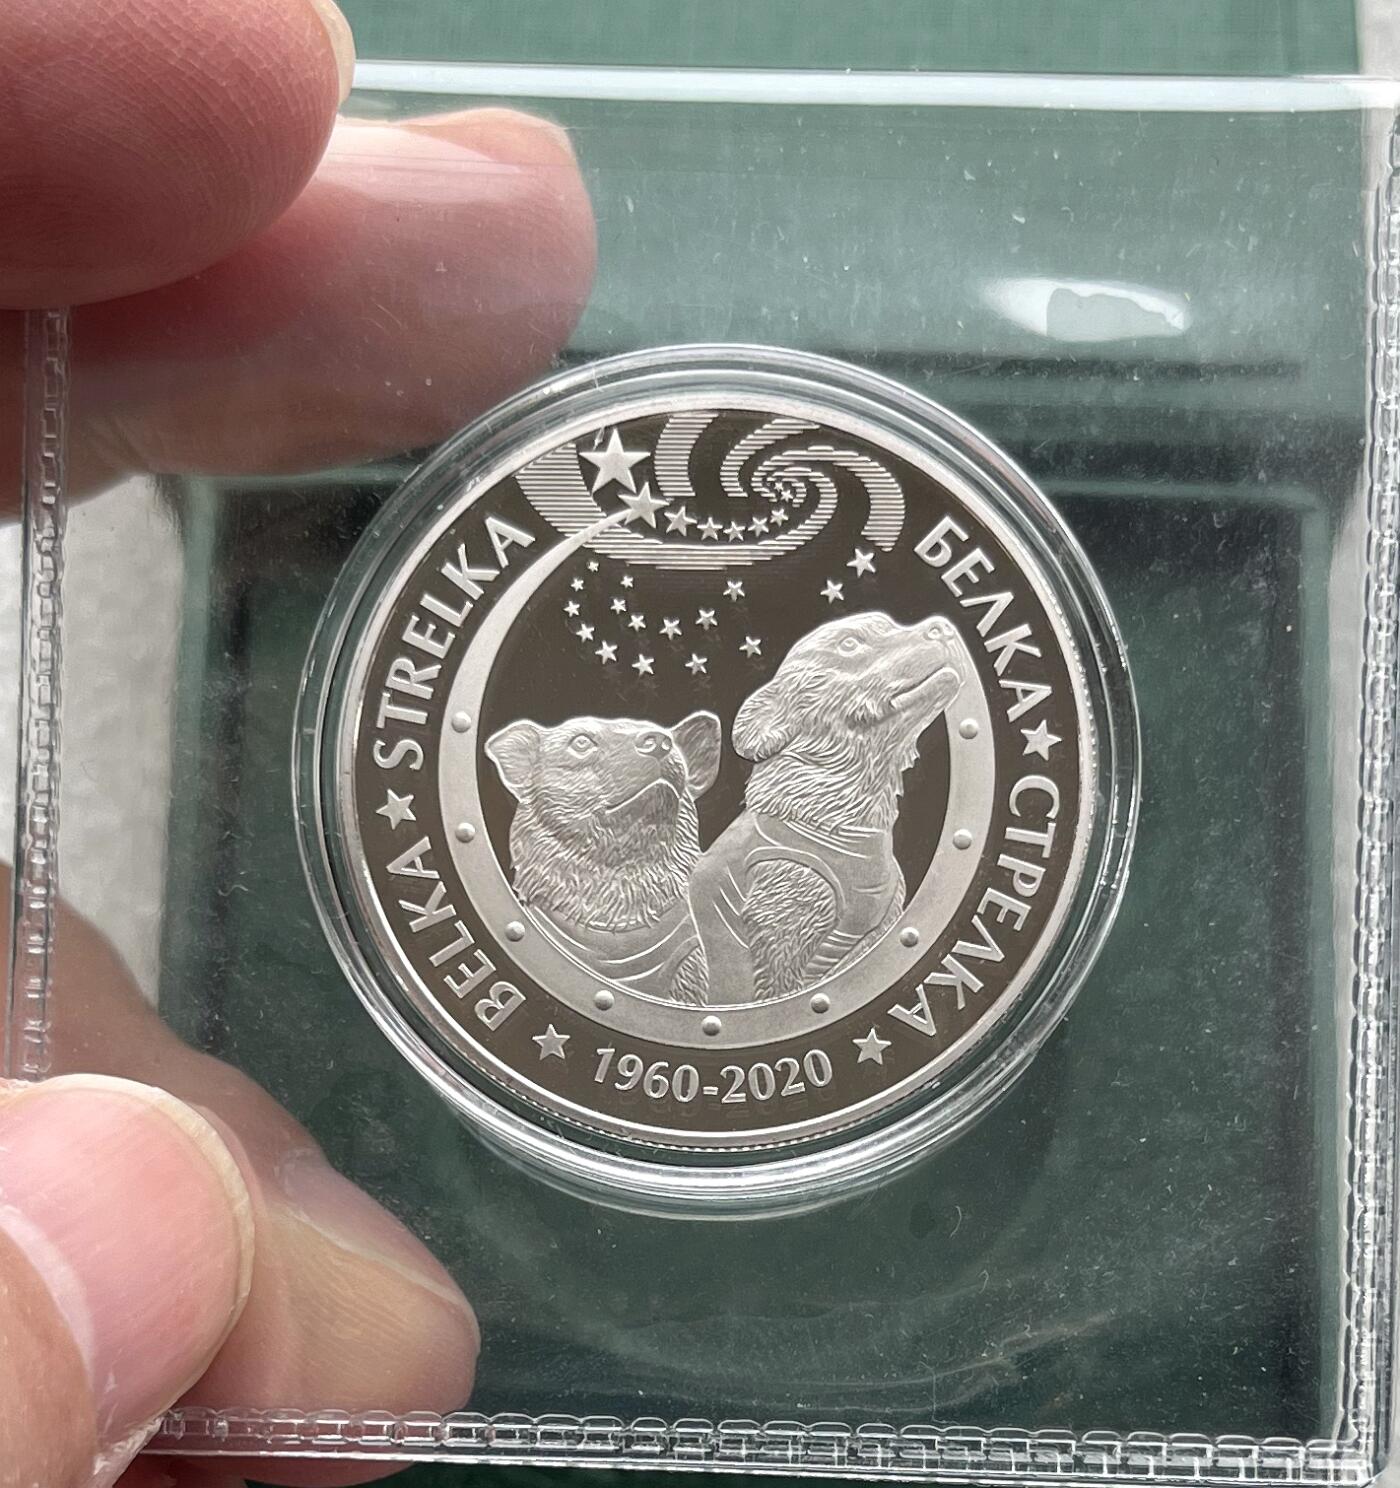 BELKA★STRELKA
БЕЛКА★СТРЕЛКА
★ 1960-2020 ★